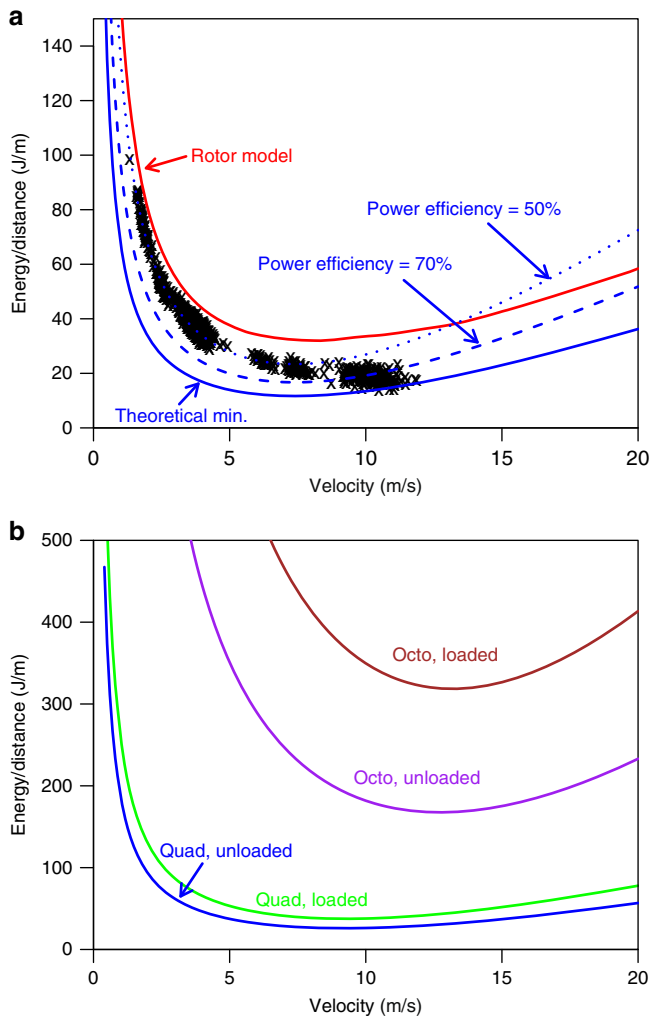 a
140
120
100
80
60
40
20
0
Energy/distance (J/m)
Rotor model
Power efficiency = 50%
Power efficiency = 70%
Theoretical min.
0 5 10 15 20
Velocity (m/s)
b
500
400
300
200
100
0
Energy/distance (J/m)
Octo, loaded
Octo, unloaded
Quad, unloaded
Quad, loaded
0 5 10 15 20
Velocity (m/s)